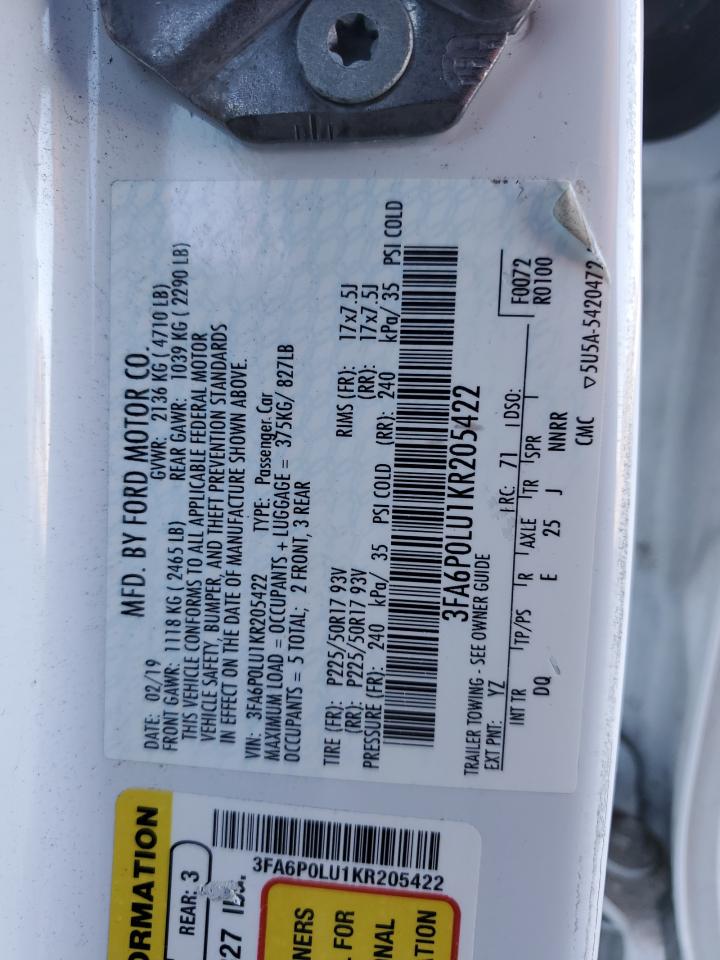 MFD. BY FORD MOTOR CO.
DATE: 02/19 GVWR: 2136 KG ( 4710 LB)
FRONT GAWR: 1118 KG ( 2465 LB) REAR GAWR: 1039 KG ( 2290 LB)
THIS VEHICLE CONFORMS TO ALL APPLICABLE FEDERAL MOTOR
VEHICLE SAFETY, BUMPER, AND THEFT PREVENTION STANDARDS
IN EFFECT ON THE DATE OF MANUFACTURE SHOWN ABOVE.
VIN: 3FA6P0LU1KR205422 TYPE: Passenger Car
MAXIMUM LOAD = OCCUPANTS + LUGGAGE = 375KG/ 827LB
OCCUPANTS = 5 TOTAL; 2 FRONT, 3 REAR
TIRE (FR): P225/50R17 93V RIMS (FR): 17x7.5J
(RR): P225/50R17 93V (RR): 17x7.5J
PRESSURE (FR): 240 kPa/ 35 PSI COLD (RR): 240 kPa/ 35 PSI COLD
3FA6P0LU1KR205422
TRAILER TOWING - SEE OWNER GUIDE
EXT PNT: YZ RC: 71 DSO: F0072
R0100
INT TR TP/PS R AXLE TR SPR
DQ E 25 J NNRR
CMC ▽5U5A-5420472
ORMATION
REAR: 3
3FA6P0LU1KR205422
NNERS
L FOR
ONAL
ATION